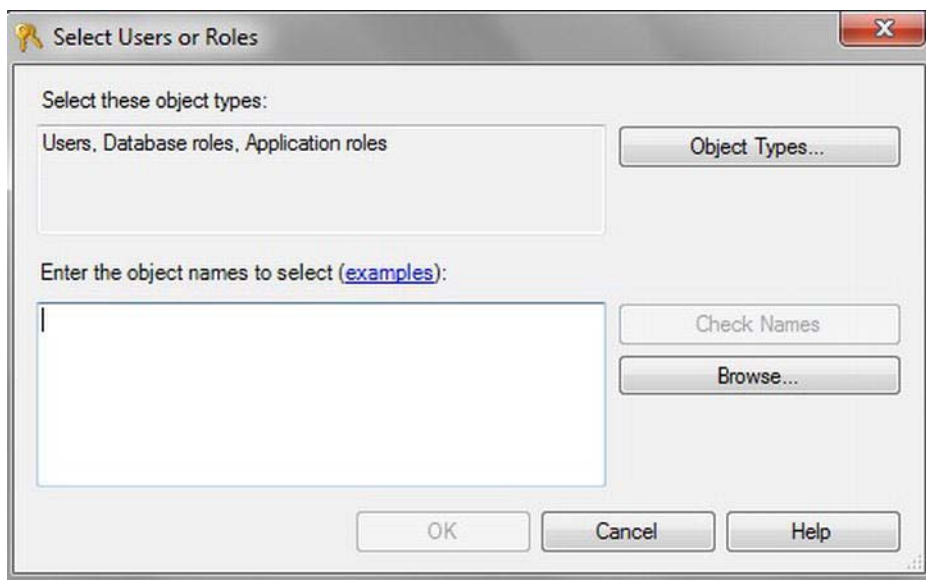 Select Users or Roles
Select these object types:
Users, Database roles, Application roles
Object Types...
Enter the object names to select (examples):
Check Names
Browse...
OK
Cancel
Help